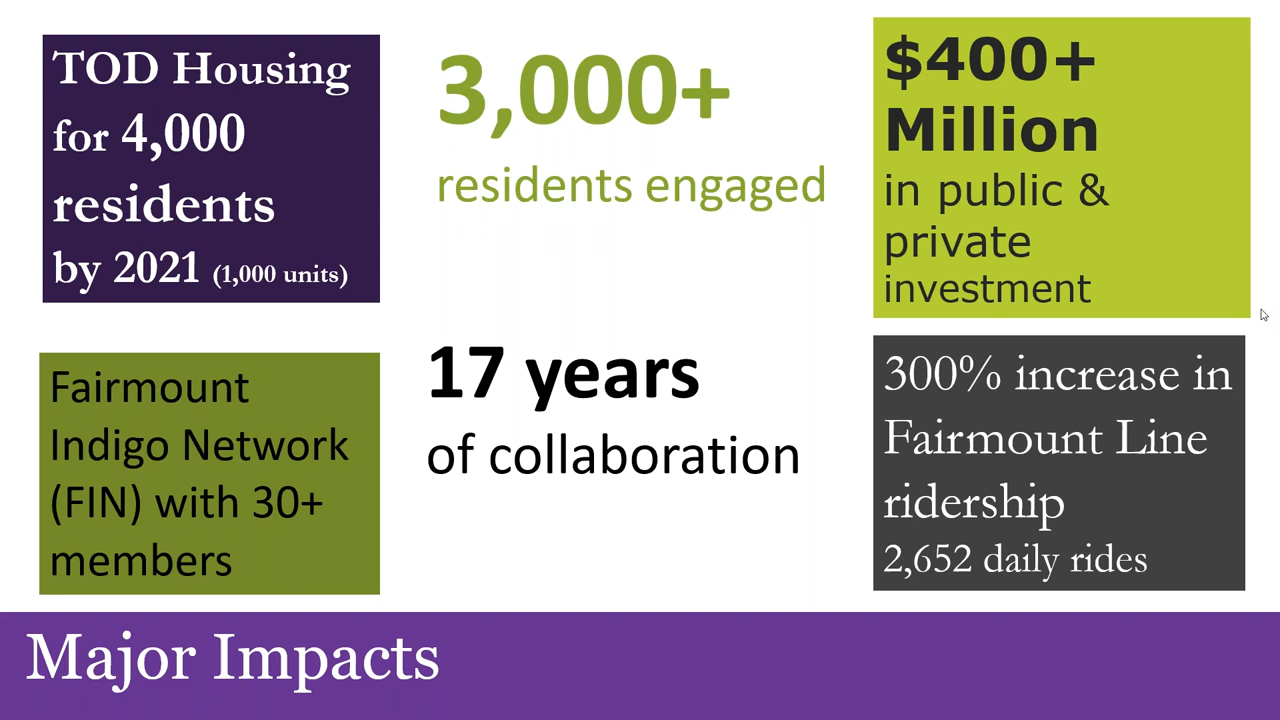 TOD Housing
for 4,000
residents
by 2021 (1,000 units)
3,000+
residents engaged
$400+
Million
in public &
private
investment
Fairmount
Indigo Network
(FIN) with 30+
members
17 years
of collaboration
300% increase in
Fairmount Line
ridership
2,652 daily rides
Major Impacts